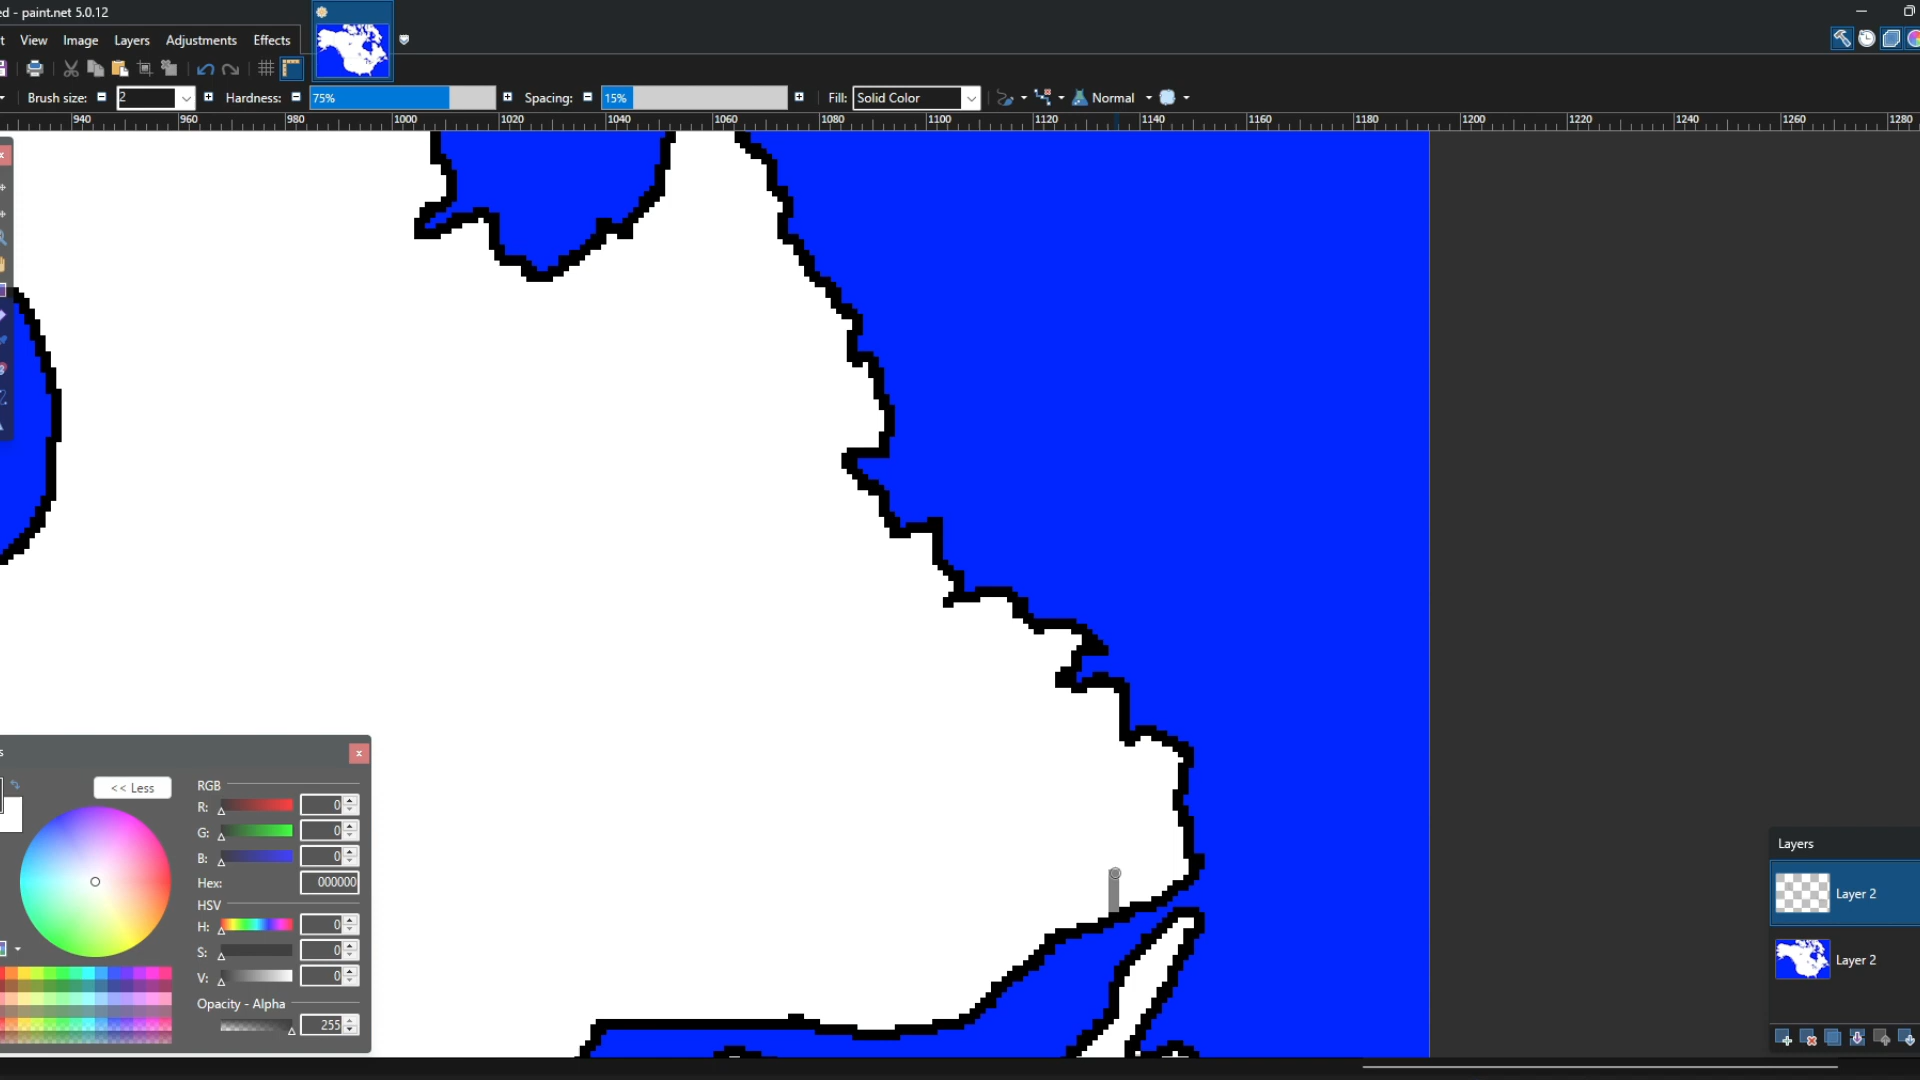 ed - paint.net 5.0.12
t View Image Layers Adjustments Effects
Brush size: 2 Hardness: 75% Spacing: 15% Fill: Solid Color Normal
940 960 980 1000 1020 1040 1060 1080 1100 1120 1140 1160 1180 1200 1220 1240 1260 1280
s
<< Less
RGB
R: 0
G: 0
B: 0
Hex: 000000
HSV
H: 0
S: 0
V: 0
Opacity - Alpha
255
Layers
Layer 2
Layer 2